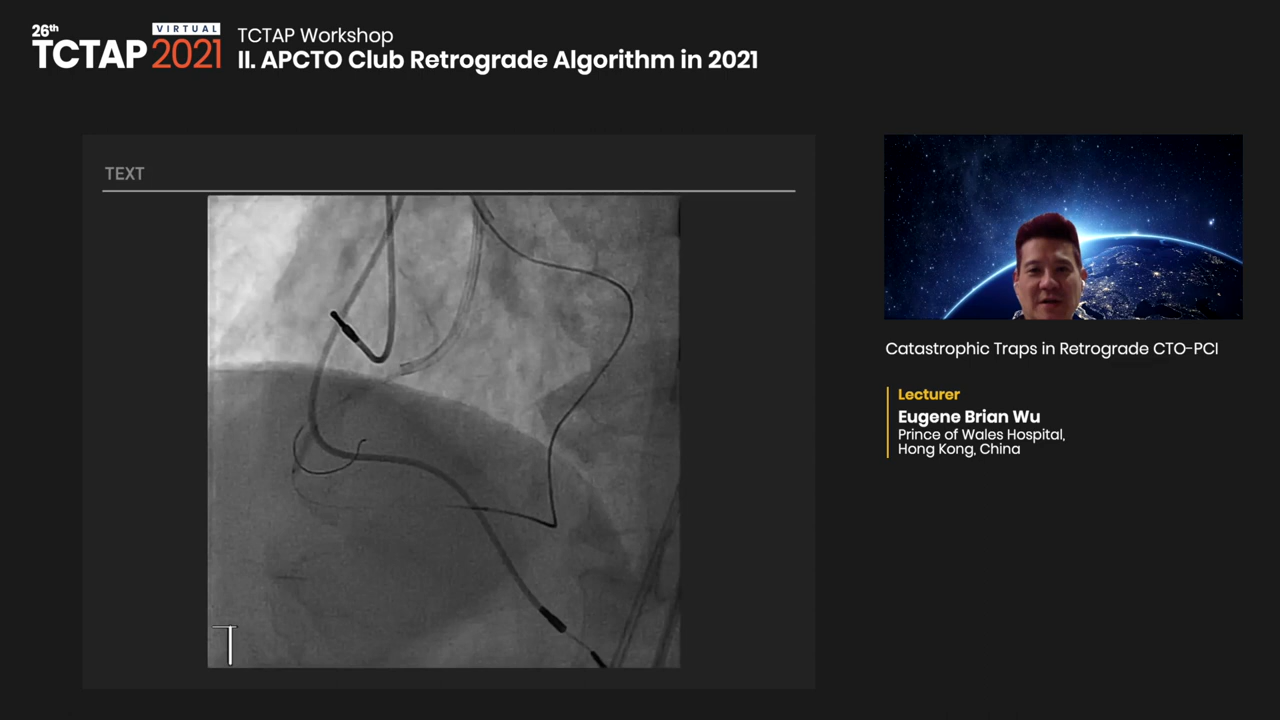 26th
VIRTUAL
TCTAP 2021
TCTAP Workshop
II. APCTO Club Retrograde Algorithm in 2021
TEXT
Catastrophic Traps in Retrograde CTO-PCI
Lecturer
Eugene Brian Wu
Prince of Wales Hospital,
Hong Kong, China